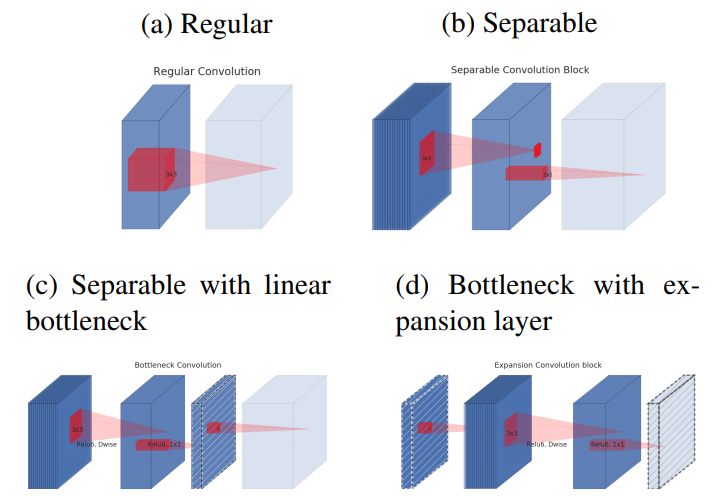 (a) Regular
(b) Separable
Regular Convolution
Separable Convolution Block
3x3
3x3
1x1
(c) Separable with linear
bottleneck
(d) Bottleneck with ex-
pansion layer
Bottleneck Convolution
Expansion Convolution block
3x3
Relu6, Dwise
Relu6, 1x1
3x3
Relu6, Dwise
Relu6, 1x1